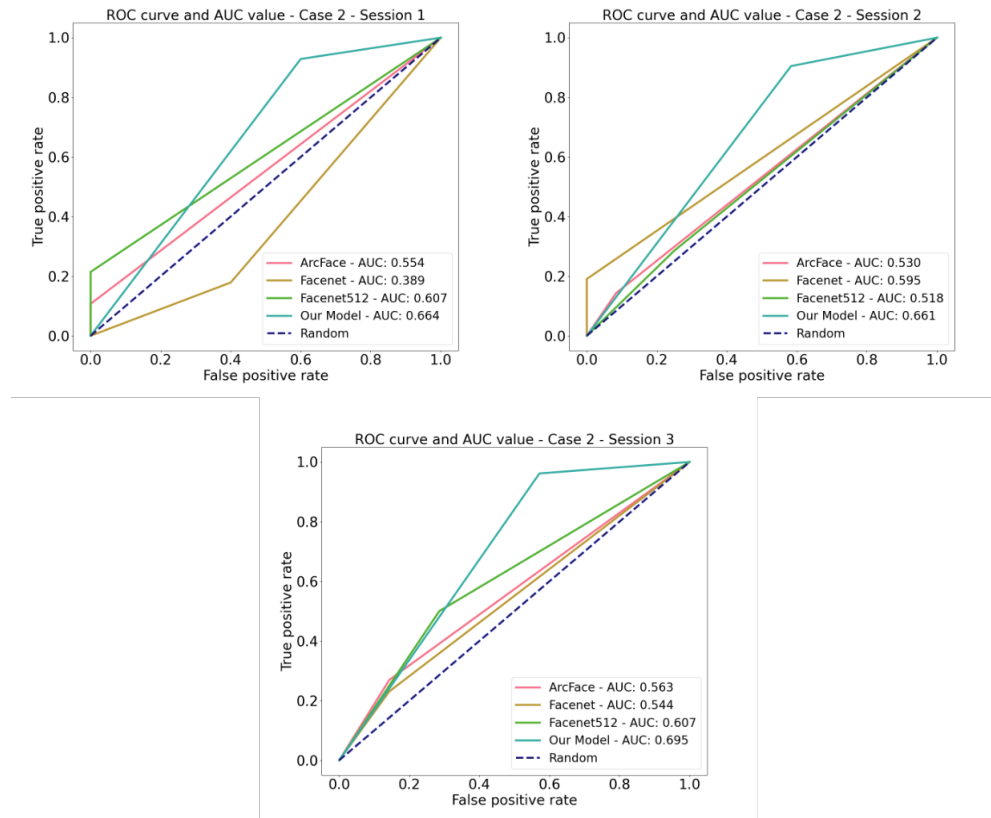 ROC curve and AUC value - Case 2 - Session 1
True positive rate
1.0
0.8
0.6
0.4
0.2
0.0
ArcFace - AUC: 0.554
Facenet - AUC: 0.389
Facenet512 - AUC: 0.607
Our Model - AUC: 0.664
Random
0.0 0.2 0.4 0.6 0.8 1.0
False positive rate
ROC curve and AUC value - Case 2 - Session 2
True positive rate
1.0
0.8
0.6
0.4
0.2
0.0
ArcFace - AUC: 0.530
Facenet - AUC: 0.595
Facenet512 - AUC: 0.518
Our Model - AUC: 0.661
Random
0.0 0.2 0.4 0.6 0.8 1.0
False positive rate
ROC curve and AUC value - Case 2 - Session 3
True positive rate
1.0
0.8
0.6
0.4
0.2
0.0
ArcFace - AUC: 0.563
Facenet - AUC: 0.544
Facenet512 - AUC: 0.607
Our Model - AUC: 0.695
Random
0.0 0.2 0.4 0.6 0.8 1.0
False positive rate